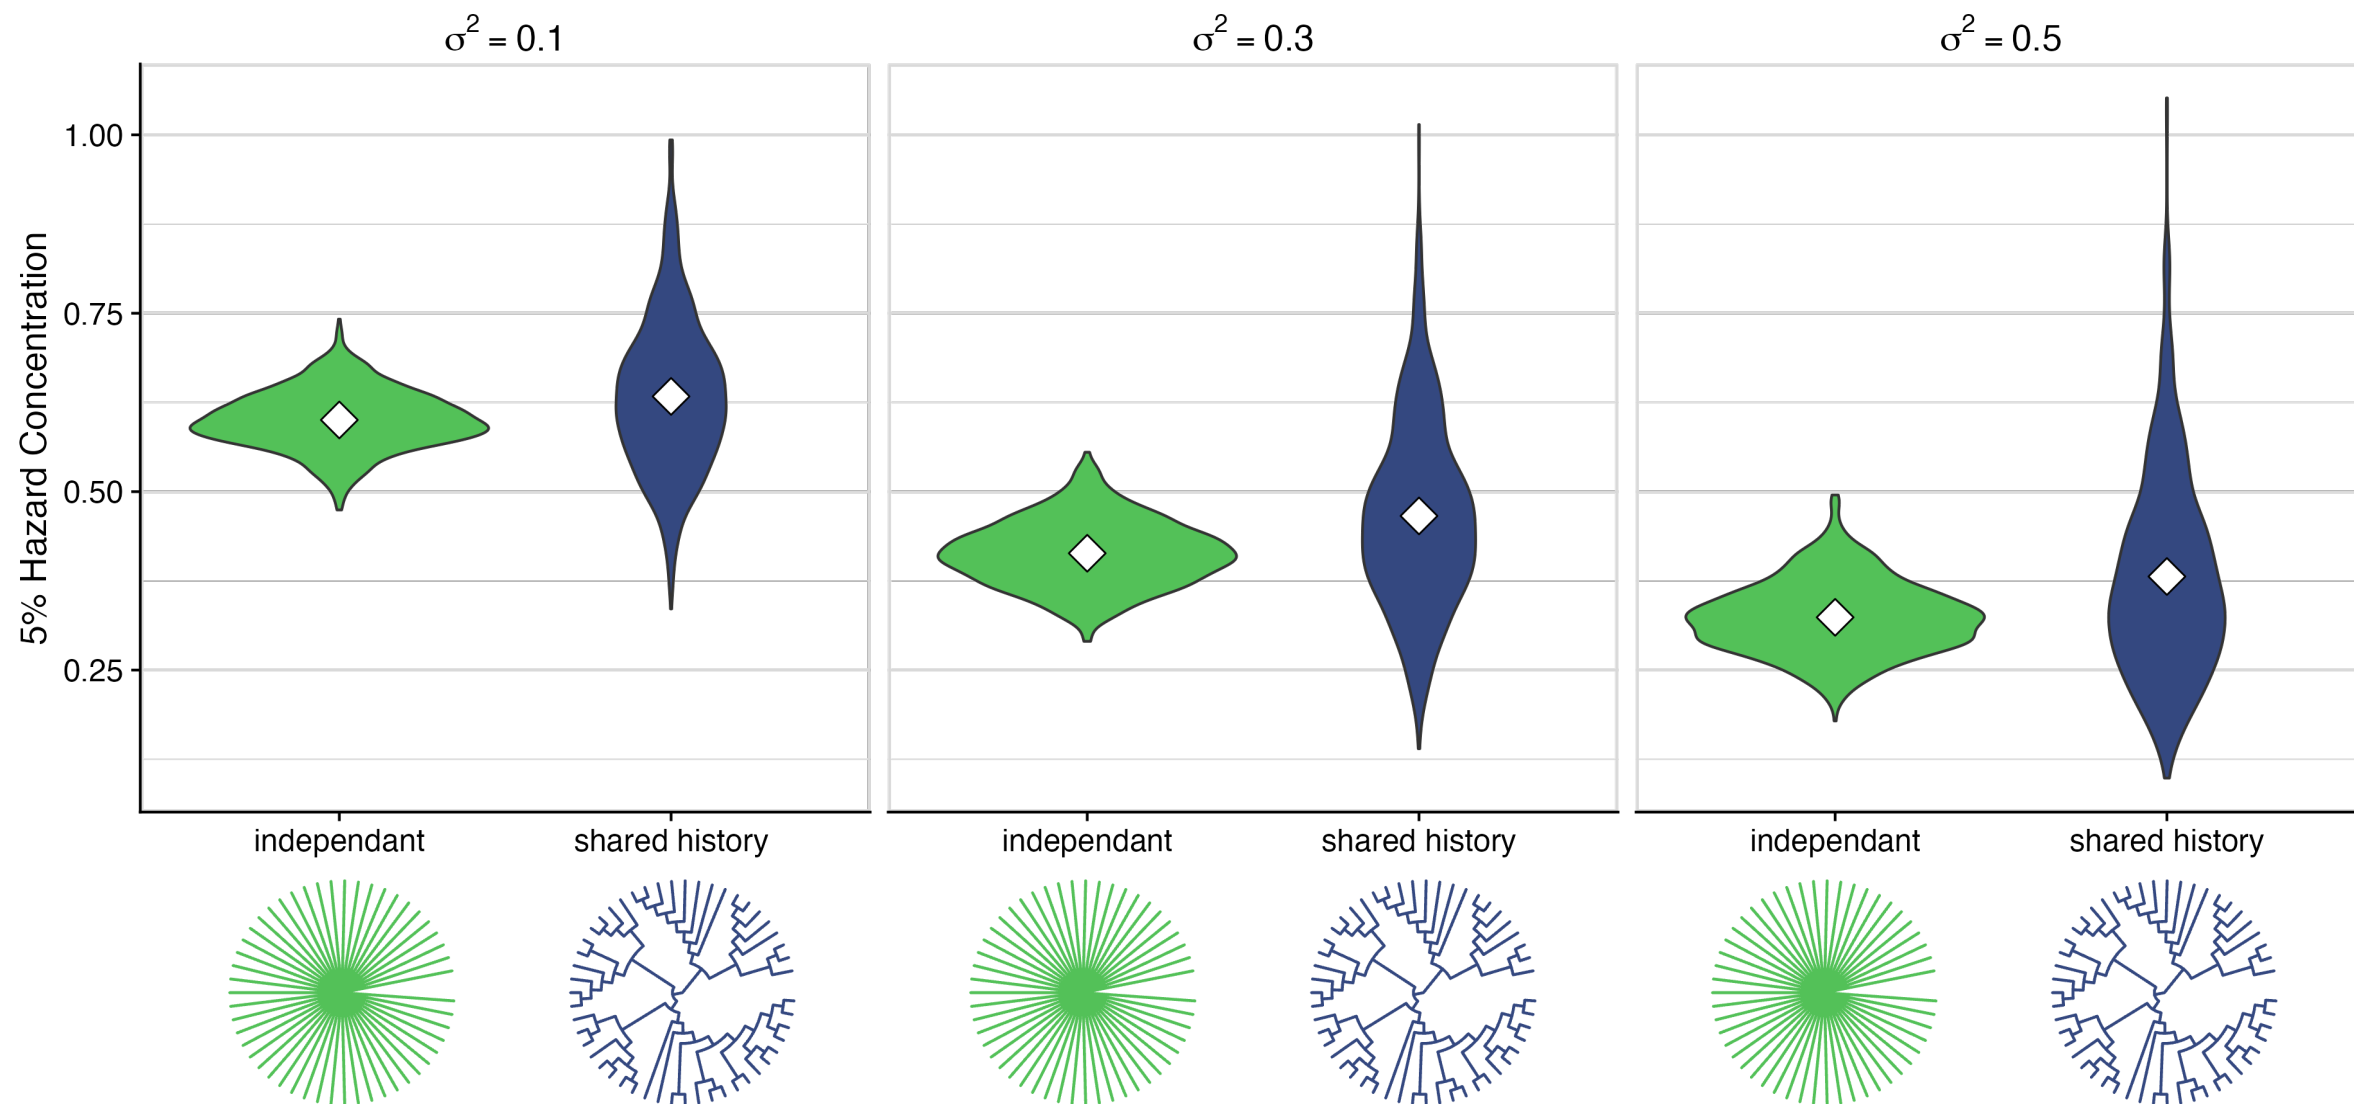 σ² = 0.1
σ² = 0.3
σ² = 0.5
5% Hazard Concentration
1.00
0.75
0.50
0.25
independant
shared history
independant
shared history
independant
shared history